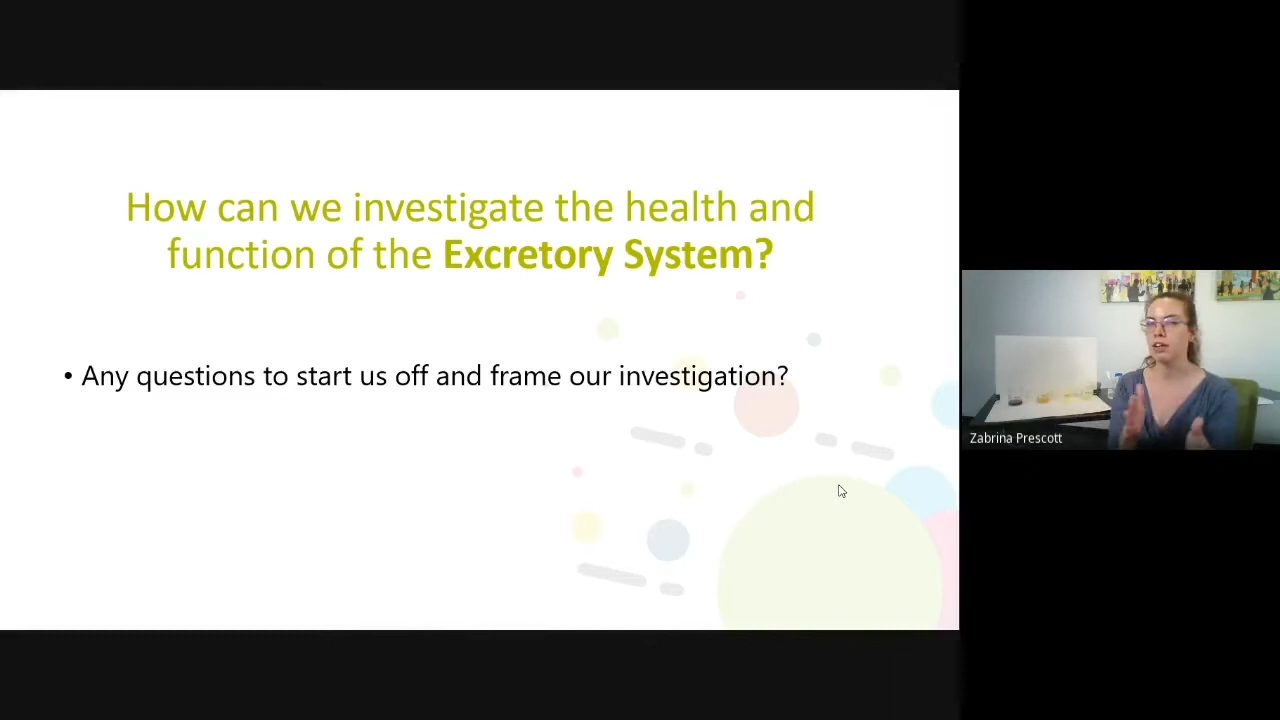 How can we investigate the health and
function of the Excretory System?
• Any questions to start us off and frame our investigation?
Zabrina Prescott